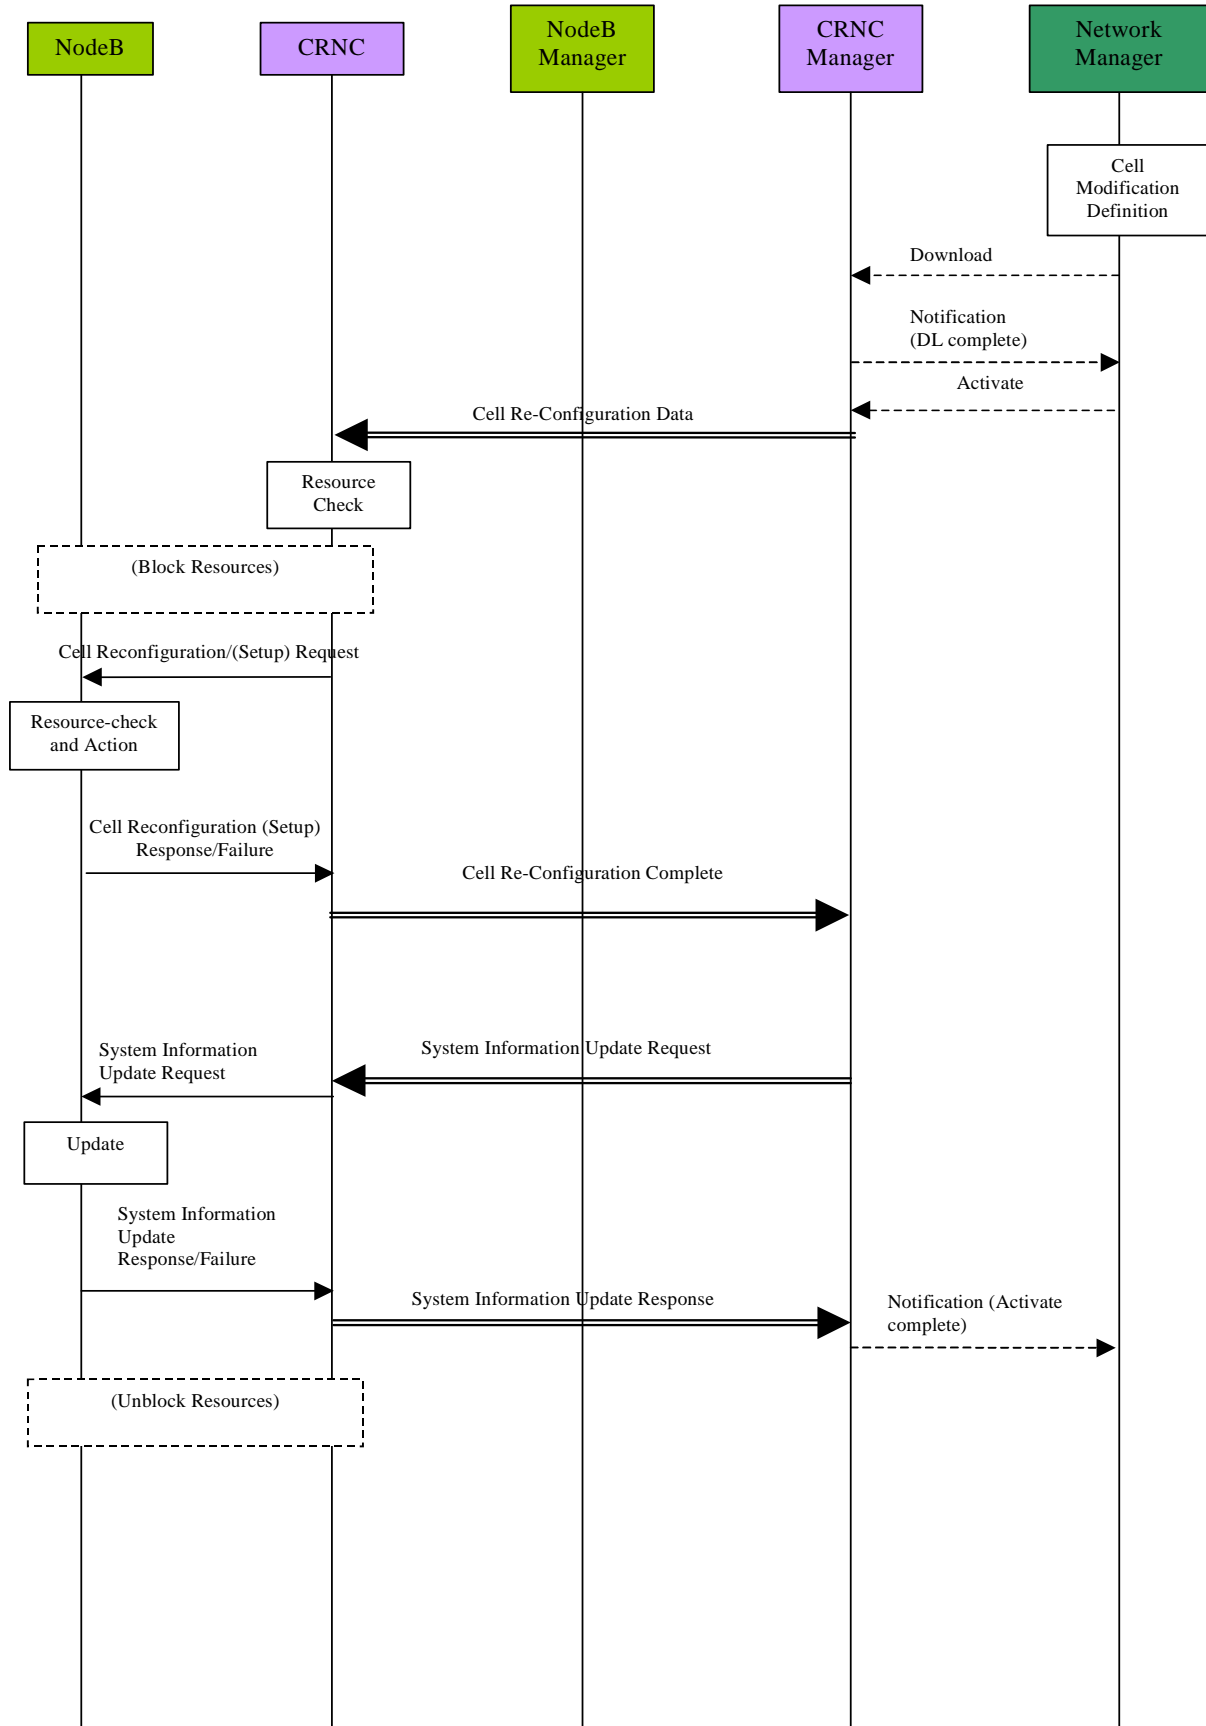 NodeB
CRNC
NodeB
Manager
CRNC
Manager
Network
Manager
Cell
Modification
Definition
Download
Notification
(DL complete)
Activate
Cell Re-Configuration Data
Resource
Check
(Block Resources)
Cell Reconfiguration/(Setup) Request
Resource-check
and Action
Cell Reconfiguration (Setup)
Response/Failure
Cell Re-Configuration Complete
System Information Update Request
System Information
Update Request
Update
System Information
Update
Response/Failure
System Information Update Response
Notification (Activate
complete)
(Unblock Resources)